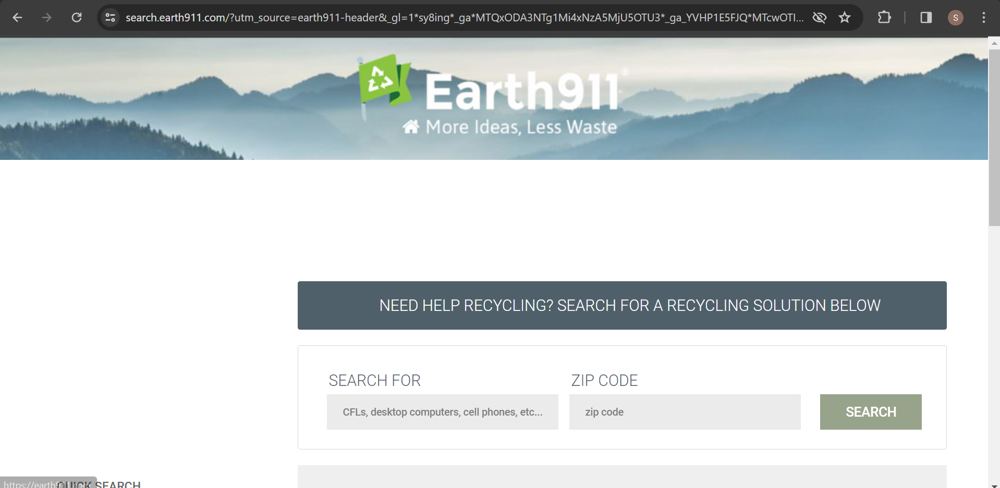 search.earth911.com/?utm_source=earth911-header&_gl=1*sy8ing*_ga*MTQxODA3NTg1Mi4xNzA5MjU5OTU3*_ga_YVHP1E5FJQ*MTcwOTI...
S
Earth911®
More Ideas, Less Waste
NEED HELP RECYCLING? SEARCH FOR A RECYCLING SOLUTION BELOW
SEARCH FOR
ZIP CODE
CFLs, desktop computers, cell phones, etc...
zip code
SEARCH
QUICK SEARCH
https://earth911.com